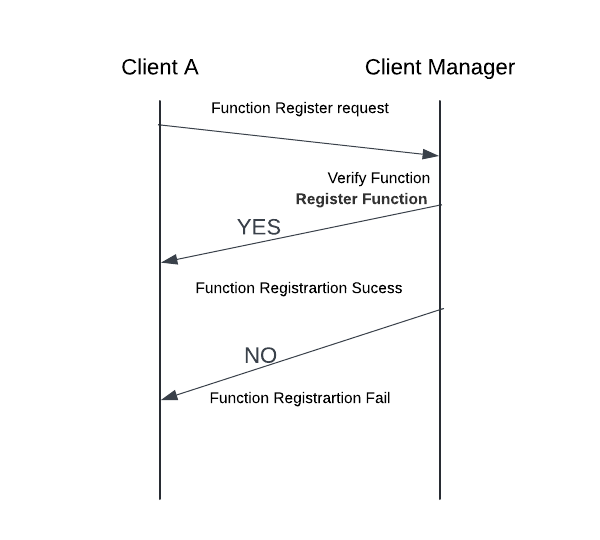 Client A
Client Manager
Function Register request
Verify Function
Register Function
YES
Function Registrartion Sucess
NO
Function Registrartion Fail